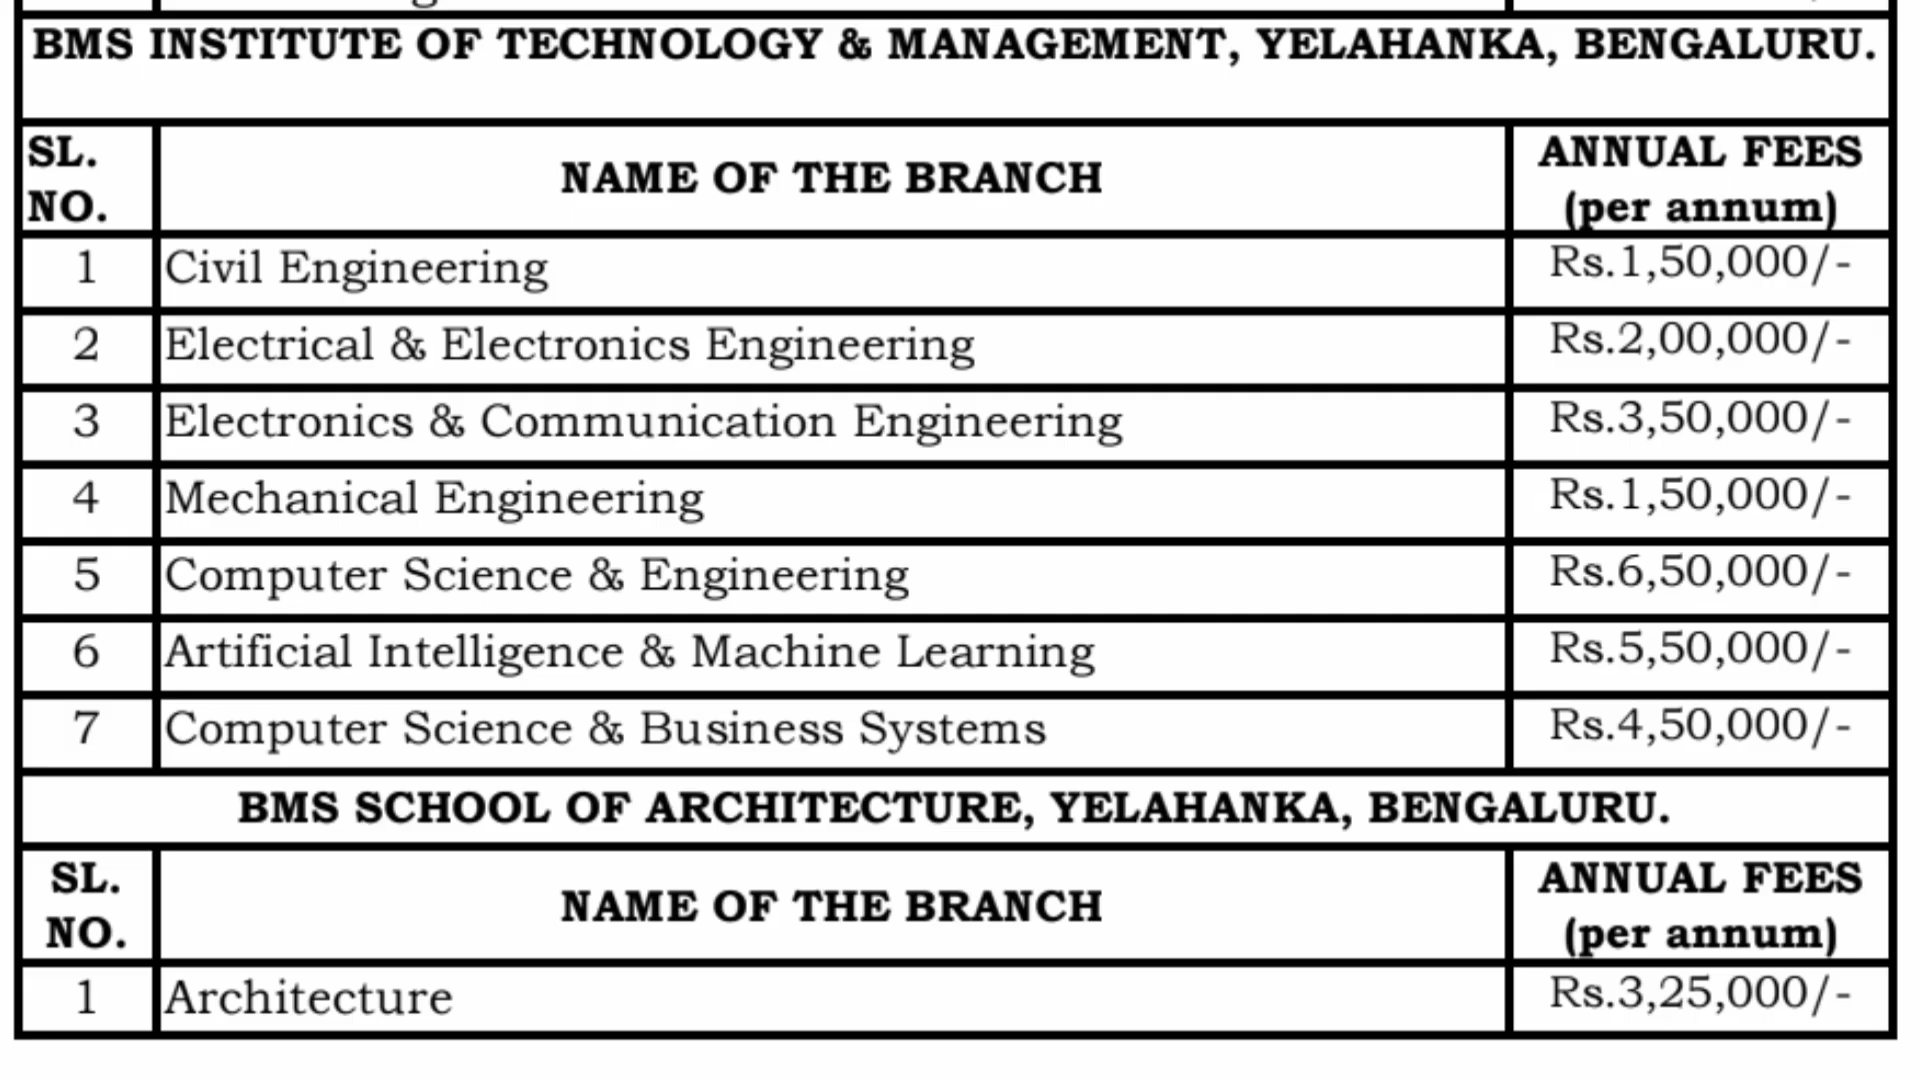 BMS INSTITUTE OF TECHNOLOGY & MANAGEMENT, YELAHANKA, BENGALURU.
SL. NO. NAME OF THE BRANCH ANNUAL FEES (per annum)
1 Civil Engineering Rs.1,50,000/-
2 Electrical & Electronics Engineering Rs.2,00,000/-
3 Electronics & Communication Engineering Rs.3,50,000/-
4 Mechanical Engineering Rs.1,50,000/-
5 Computer Science & Engineering Rs.6,50,000/-
6 Artificial Intelligence & Machine Learning Rs.5,50,000/-
7 Computer Science & Business Systems Rs.4,50,000/-
BMS SCHOOL OF ARCHITECTURE, YELAHANKA, BENGALURU.
SL. NO. NAME OF THE BRANCH ANNUAL FEES (per annum)
1 Architecture Rs.3,25,000/-